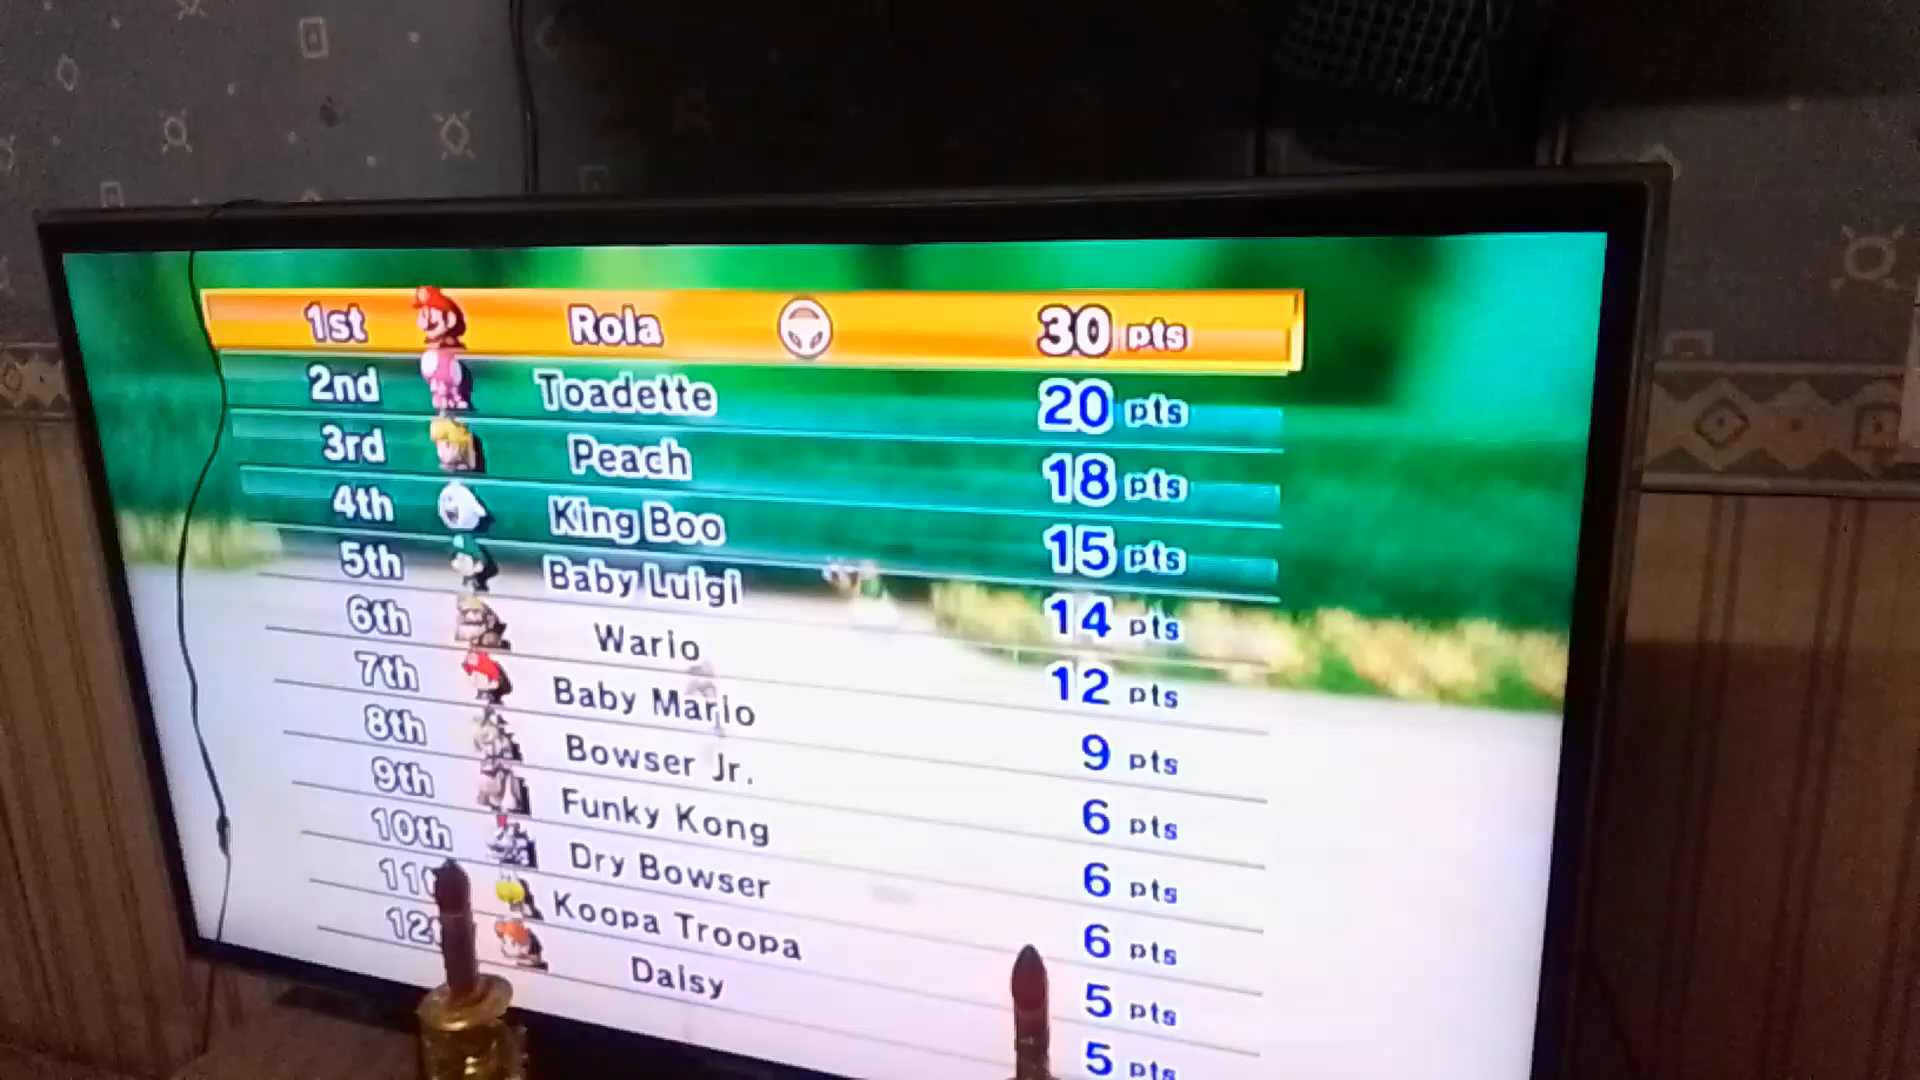 1st Rola 30 pts
2nd Toadette 20 pts
3rd Peach 18 pts
4th King Boo 15 pts
5th Baby Luigi 14 pts
6th Wario 12 pts
7th Baby Mario 9 pts
8th Bowser Jr. 6 pts
9th Funky Kong 6 pts
10th Dry Bowser 6 pts
11t Koopa Troopa 5 pts
12t Daisy 5 pts